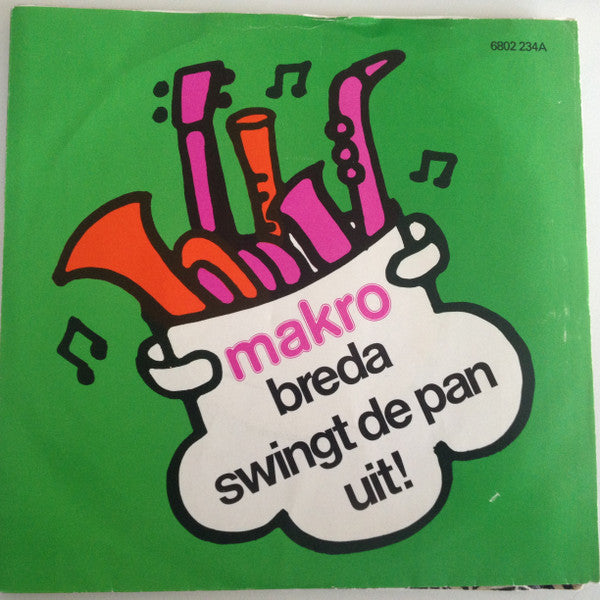 6802 234A
makro
breda
swingt de pan
uit!